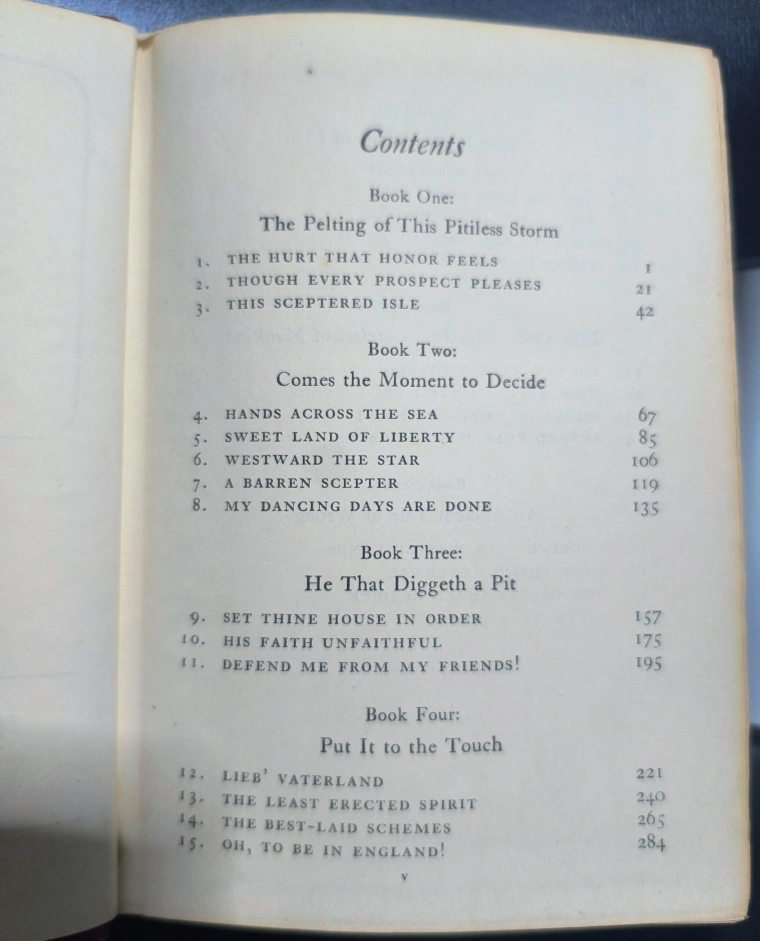 Contents
Book One:
The Pelting of This Pitiless Storm
1. THE HURT THAT HONOR FEELS 1
2. THOUGH EVERY PROSPECT PLEASES 21
3. THIS SCEPTERED ISLE 42
Book Two:
Comes the Moment to Decide
4. HANDS ACROSS THE SEA 67
5. SWEET LAND OF LIBERTY 85
6. WESTWARD THE STAR 106
7. A BARREN SCEPTER 119
8. MY DANCING DAYS ARE DONE 135
Book Three:
He That Diggeth a Pit
9. SET THINE HOUSE IN ORDER 157
10. HIS FAITH UNFAITHFUL 175
11. DEFEND ME FROM MY FRIENDS! 195
Book Four:
Put It to the Touch
12. LIEB' VATERLAND 221
13. THE LEAST ERECTED SPIRIT 240
14. THE BEST-LAID SCHEMES 265
15. OH, TO BE IN ENGLAND! 284
v